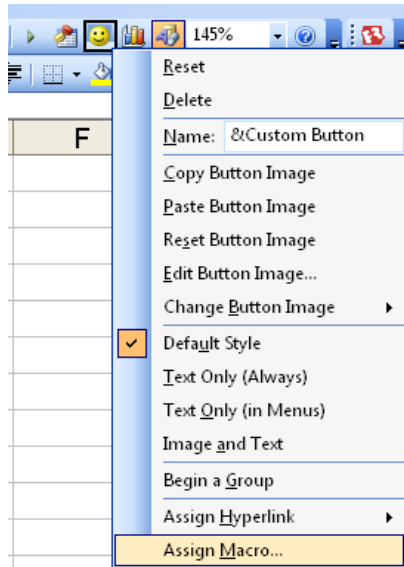 145%
F
Reset
Delete
Name: &Custom Button
Copy Button Image
Paste Button Image
Reset Button Image
Edit Button Image...
Change Button Image
Default Style
Text Only (Always)
Text Only (in Menus)
Image and Text
Begin a Group
Assign Hyperlink
Assign Macro...